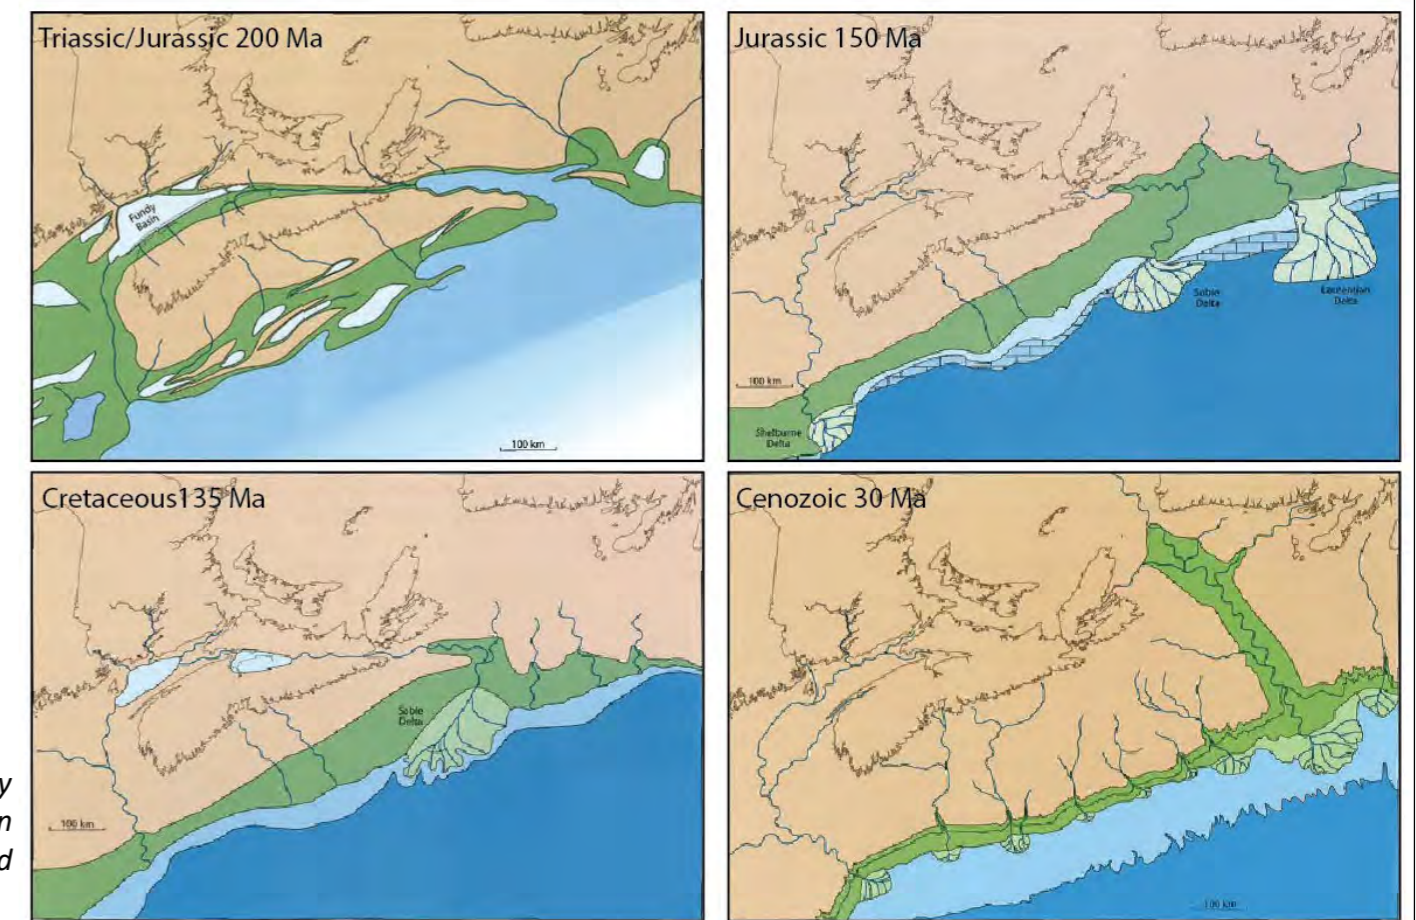 Triassic/Jurassic 200 Ma
Fundy
Basin
100 km
Jurassic 150 Ma
Sable
Delta
Laurentian
Delta
100 km
Shelburne
Delta
Cretaceous135 Ma
Sable
Delta
100 km
Cenozoic 30 Ma
100 km
y
n
d